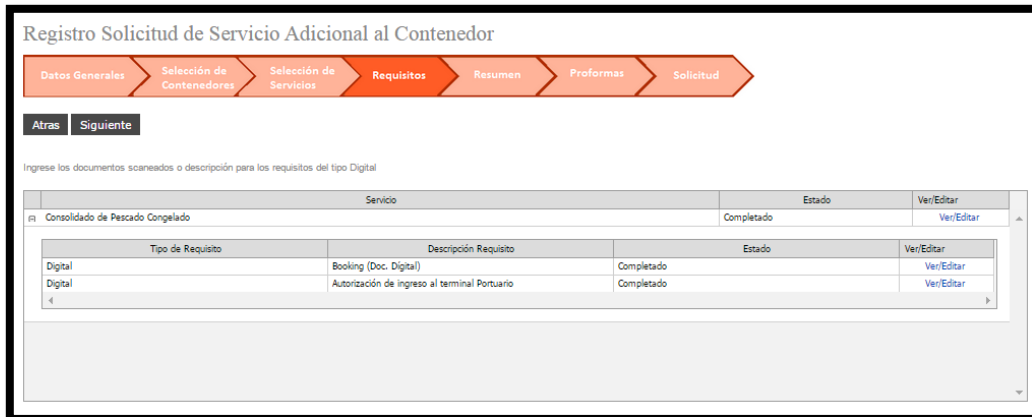 Registro Solicitud de Servicio Adicional al Contenedor
Datos Generales
Selección de
Contenedores
Selección de
Servicios
Requisitos
Resumen
Proformas
Solicitud
Atras Siguiente
Ingrese los documentos scaneados o descripción para los requisitos del tipo Digital
Servicio Estado Ver/Editar
Consolidado de Pescado Congelado Completado Ver/Editar
Tipo de Requisito Descripción Requisito Estado Ver/Editar
Digital Booking (Doc. Digital) Completado Ver/Editar
Digital Autorización de ingreso al terminal Portuario Completado Ver/Editar